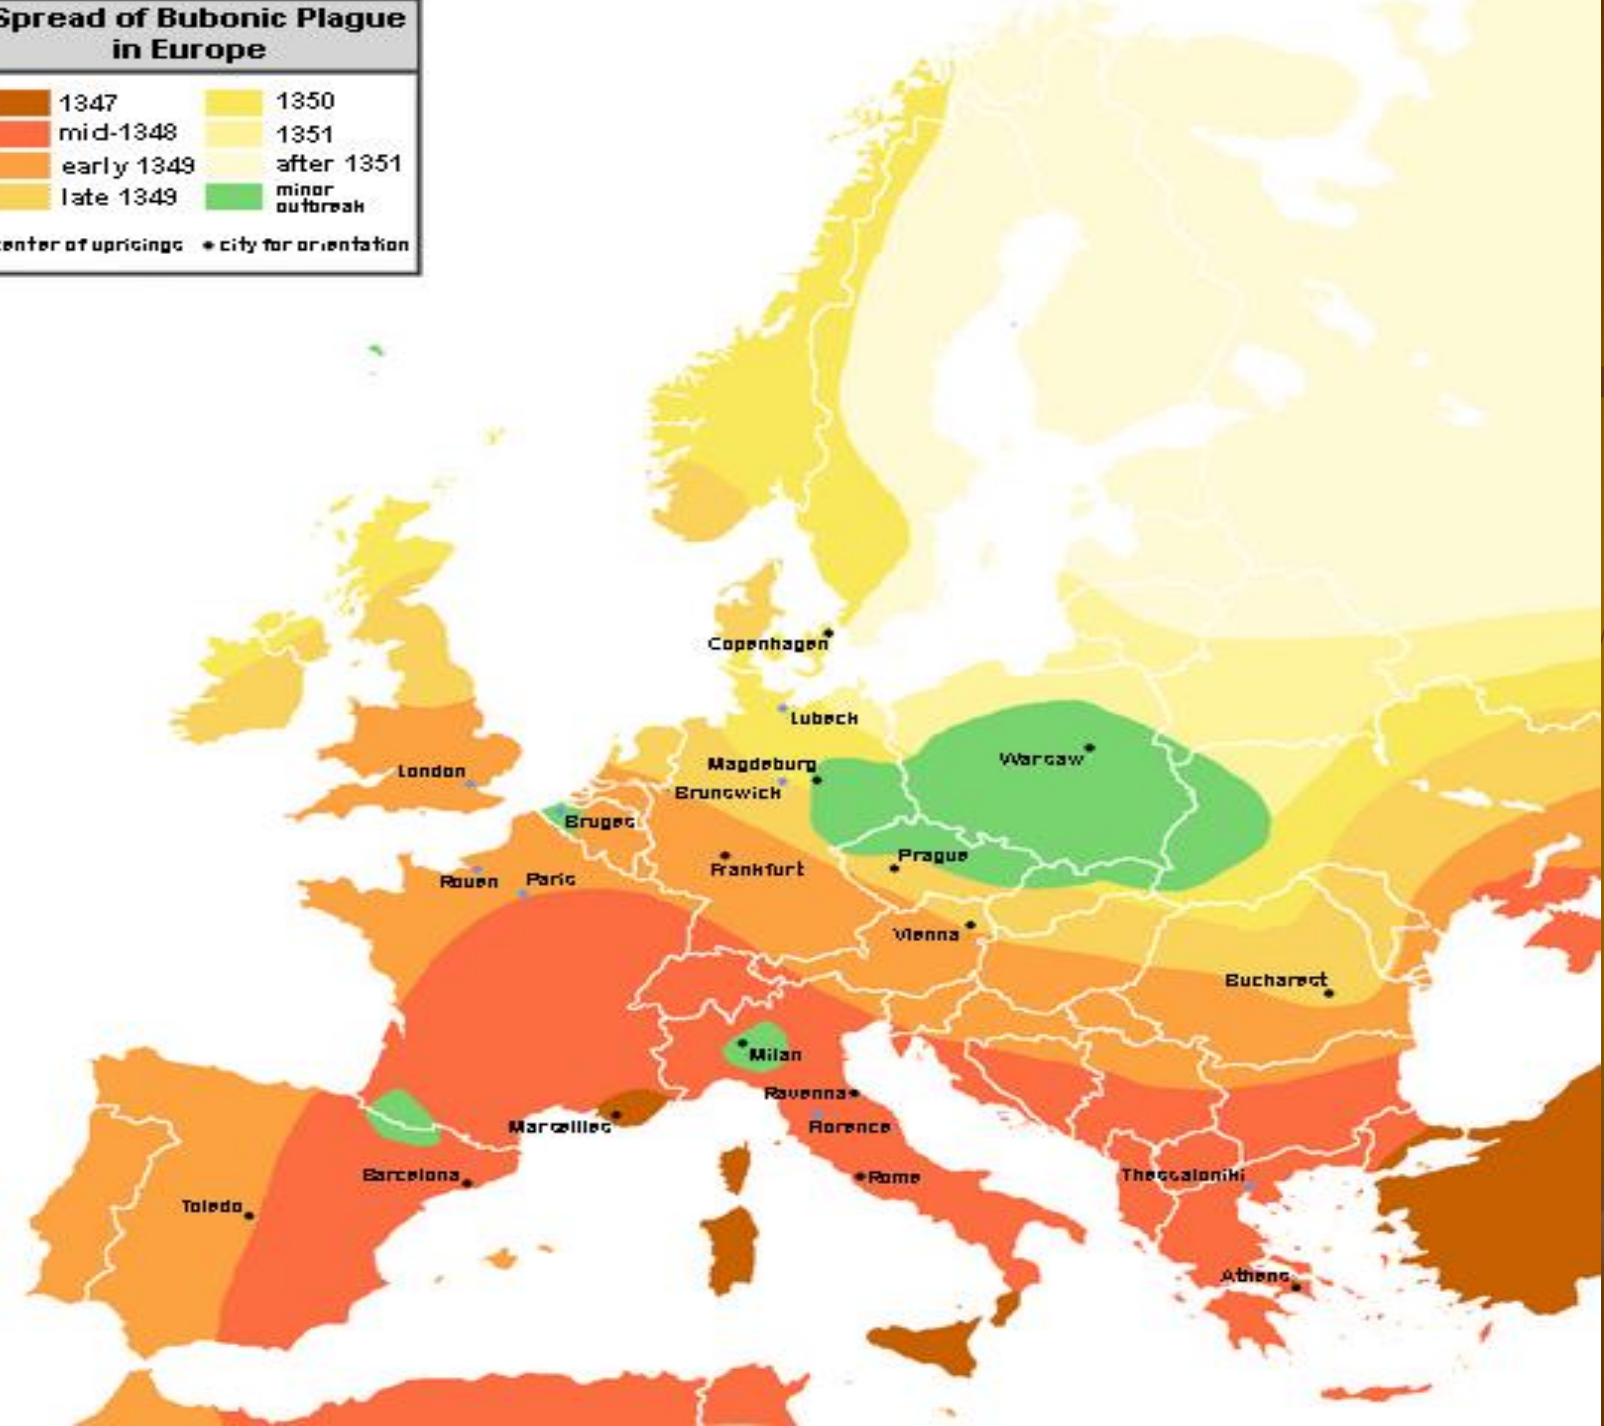 Spread of Bubonic Plague
in Europe
1347
1350
mid-1348
1351
early 1349
after 1351
late 1349
minor
outbreak
center of uprisings
city for orientation
Copenhagen
Lubeck
Magdeburg
Warsaw
London
Brunswick
Bruges
Prague
Frankfurt
Rouen
Paris
Vienna
Bucharest
Milan
Ravenna
Marseilles
Florence
Barcelona
Rome
Thessaloniki
Toledo
Athens